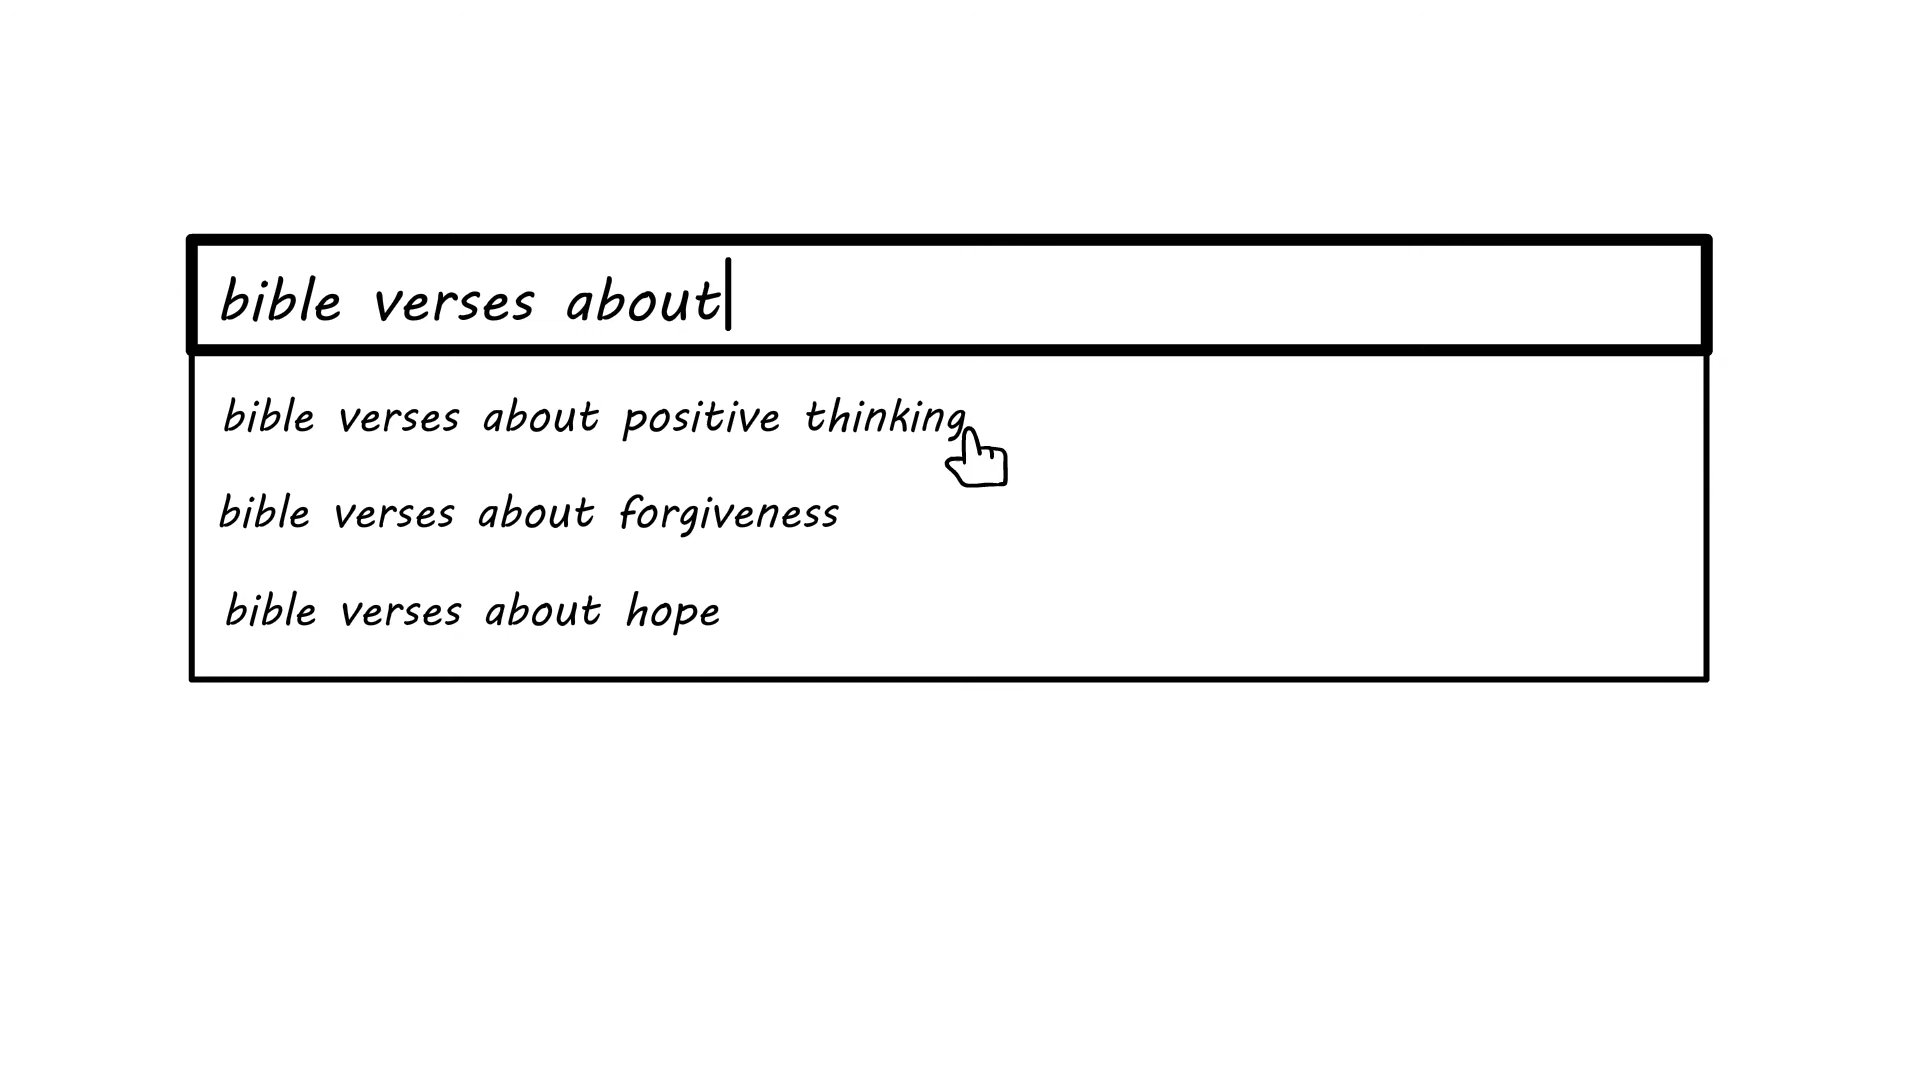 bible verses about
bible verses about positive thinking
bible verses about forgiveness
bible verses about hope